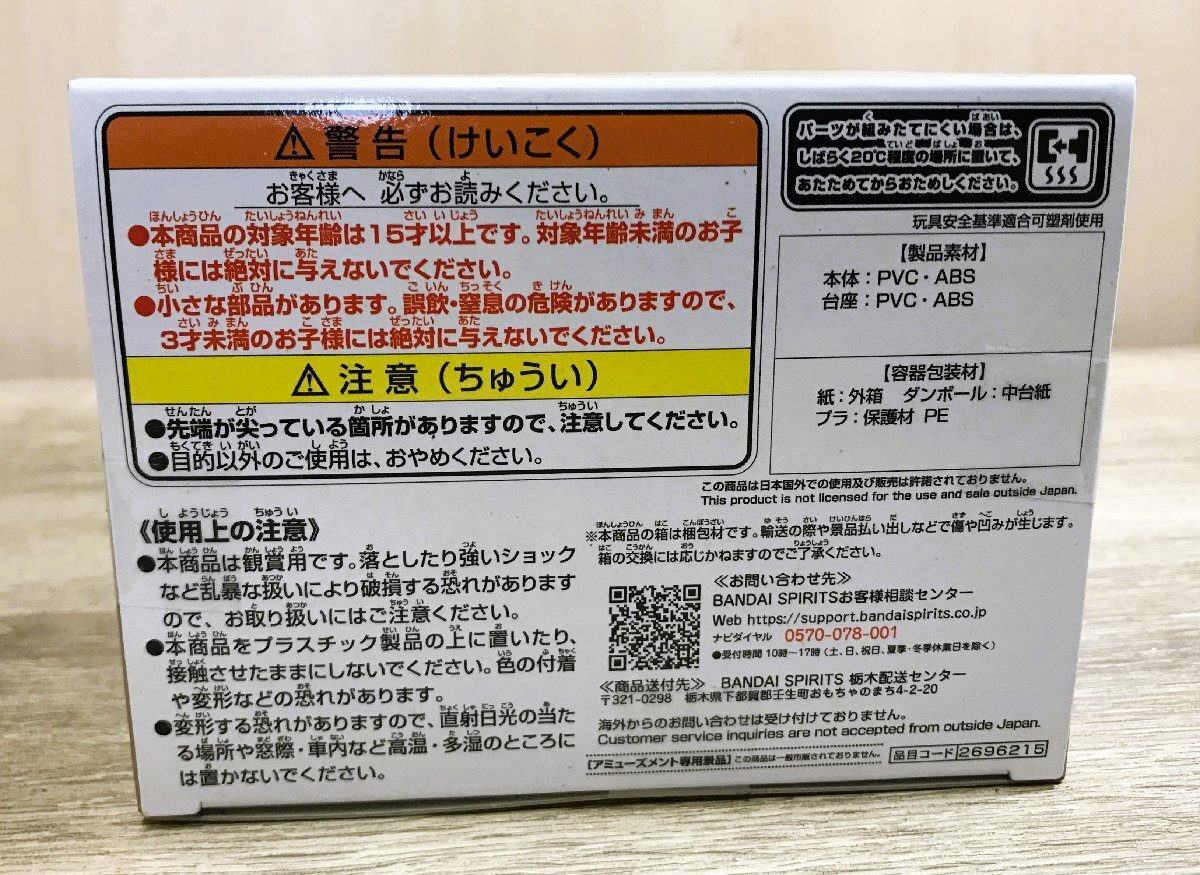 ⚠警告（けいこく）
お客様へ 必ずお読みください。
●本商品の対象年齢は15才以上です。対象年齢未満のお子
様には絶対に与えないでください。
●小さな部品があります。誤飲・窒息の危険がありますので、
3才未満のお子様には絶対に与えないでください。
⚠注意（ちゅうい）
●先端が尖っている箇所がありますので、注意してください。
●目的以外のご使用は、おやめください。
パーツが組みたてにくい場合は、
しばらく20℃程度の場所に置いて、
あたためてからおためしください。
玩具安全基準適合可塑剤使用
【製品素材】
本体：PVC・ABS
台座：PVC・ABS
【容器包装材】
紙：外箱 ダンボール：中台紙
プラ：保護材 PE
この商品は日本国外での使用及び販売は許諾されておりません。
This product is not licensed for the use and sale outside Japan.
《使用上の注意》
●本商品は観賞用です。落としたり強いショック
など乱暴な扱いにより破損する恐れがあります
ので、お取り扱いにはご注意ください。
●本商品をプラスチック製品の上に置いたり、
接触させたままにしないでください。色の付着
や変形などの恐れがあります。
●変形する恐れがありますので、直射日光の当た
る場所や窓際・車内など高温・多湿のところに
は置かないでください。
※本商品の箱は梱包材です。輸送の際や景品払い出しなどで傷や凹みが生じます。
箱の交換には応じかねますのでご了承ください。
≪お問い合わせ先≫
BANDAI SPIRITSお客様相談センター
Web https://support.bandaispirits.co.jp
ナビダイヤル 0570-078-001
●受付時間 10時～17時（土、日、祝日、夏季・冬季休業日を除く）
≪商品送付先≫ BANDAI SPIRITS 栃木配送センター
〒321-0298 栃木県下都賀郡壬生町おもちゃのまち4-2-20
海外からのお問い合わせは受け付けておりません。
Customer service inquiries are not accepted from outside Japan.
[アミューズメント専用景品] この商品は一般市販されておりません。
品目コード 2696215